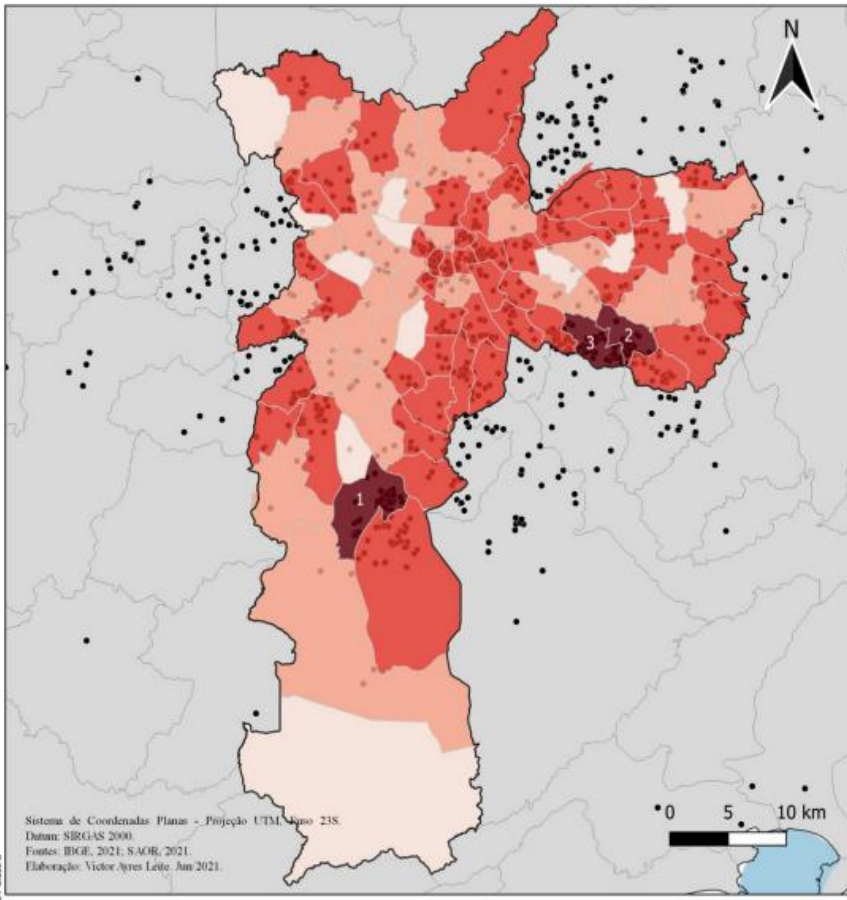 N
3 2
1
0 5 10 km
Sistema de Coordenadas Planas - Projeção UTM, Fuso 23S.
Datum: SIRGAS 2000.
Fontes: IBGE, 2021; SAOR, 2021.
Elaboração: Victor Ayres Leite. Jun/2021.